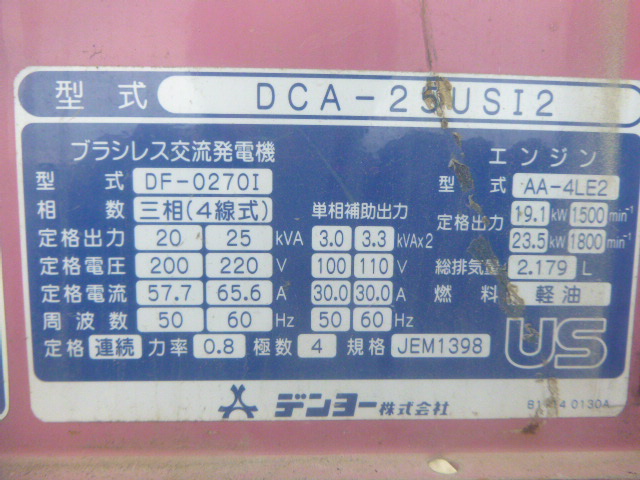 型式 DCA-25USI2
ブラシレス交流発電機
型式 DF-0270I
相数 三相(4線式) 単相補助出力
定格出力 20 25 kVA 3.0 3.3 kVA×2
定格電圧 200 220 V 100 110 V
定格電流 57.7 65.6 A 30.0 30.0 A
周波数 50 60 Hz 50 60 Hz
定格 連続 力率 0.8 極数 4 規格 JEM1398
エンジン
型式 AA-4LE2
定格出力 19.1 kW 1500 min⁻¹
23.5 kW 1800 min⁻¹
総排気量 2.179 L
燃料 軽油
US
デンヨー株式会社
0130A